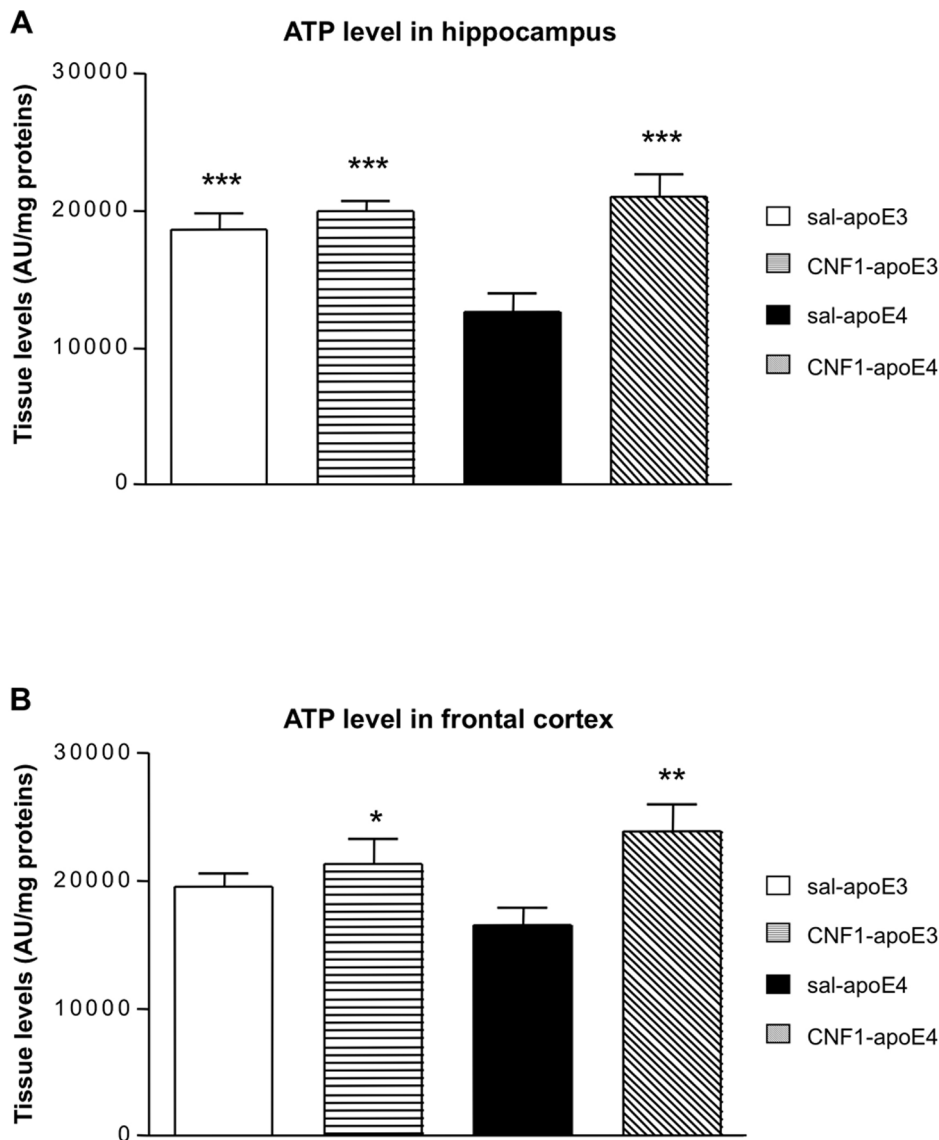 A
ATP level in hippocampus
Tissue levels (AU/mg proteins)
30000
20000
10000
0
***
***
***
sal-apoE3
CNF1-apoE3
sal-apoE4
CNF1-apoE4
B
ATP level in frontal cortex
Tissue levels (AU/mg proteins)
30000
20000
10000
0
*
**
sal-apoE3
CNF1-apoE3
sal-apoE4
CNF1-apoE4